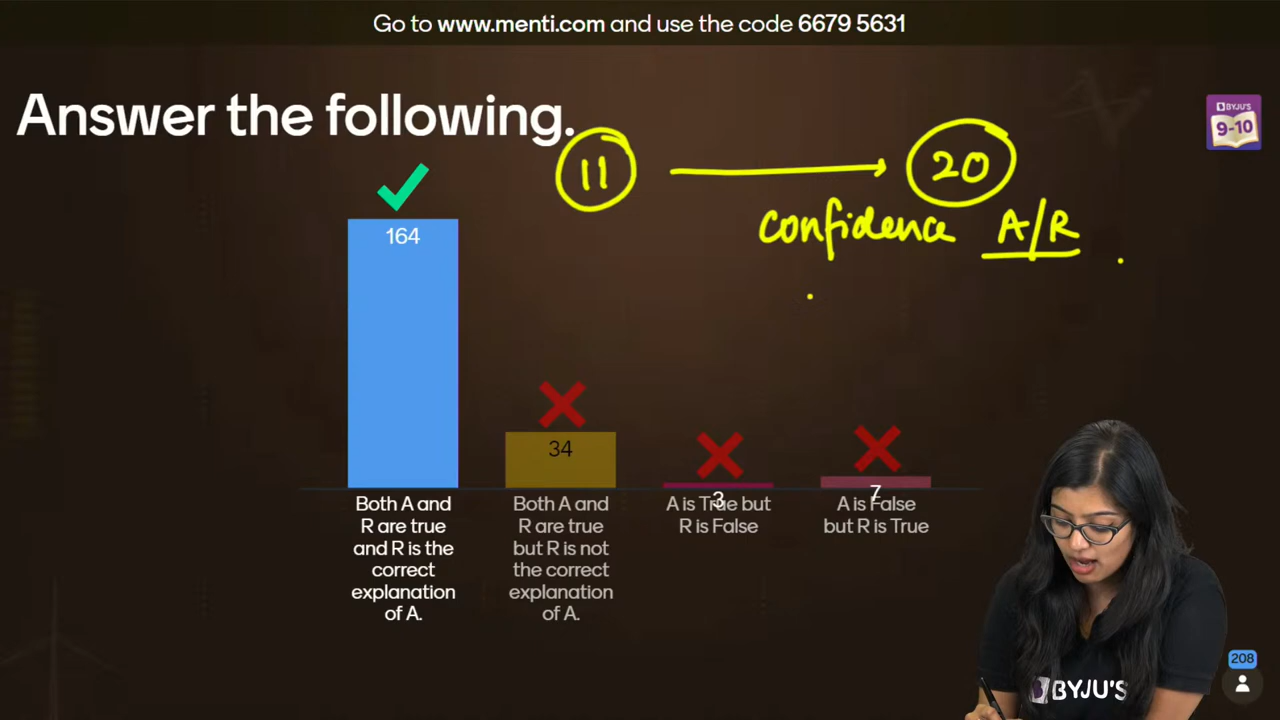 Go to www.menti.com and use the code 6679 5631
Answer the following.
BYJU'S
9-10
11
20
confidence A/R
164
34
3
7
Both A and
R are true
and R is the
correct
explanation
of A.
Both A and
R are true
but R is not
the correct
explanation
of A.
A is True but
R is False
A is False
but R is True
208
BYJU'S